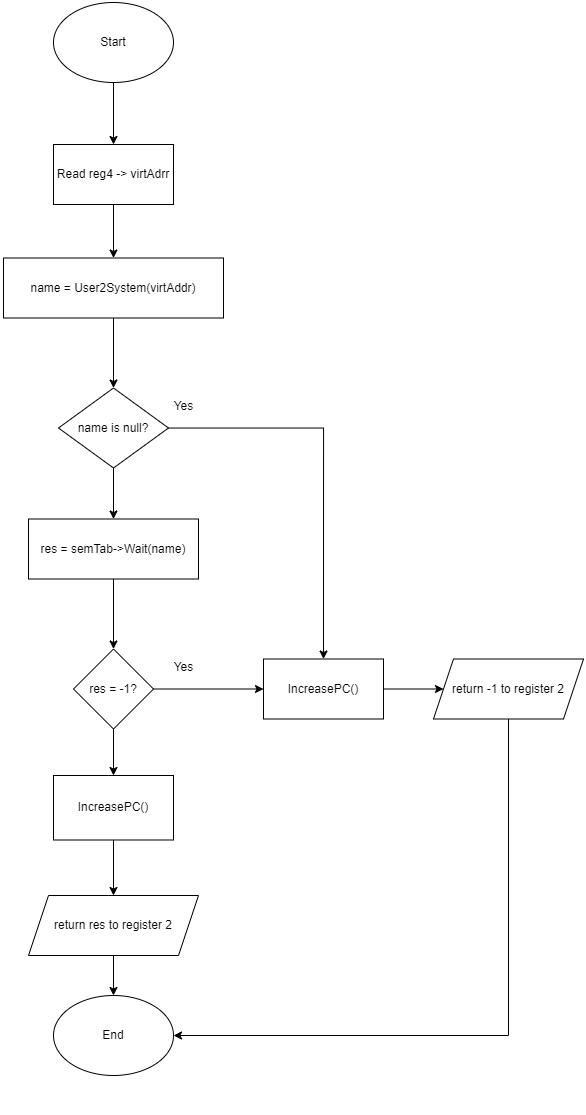 Start
Read reg4 -> virtAdrr
name = User2System(virtAddr)
Yes
name is null?
res = semTab->Wait(name)
Yes
res = -1?
IncreasePC()
return -1 to register 2
IncreasePC()
return res to register 2
End